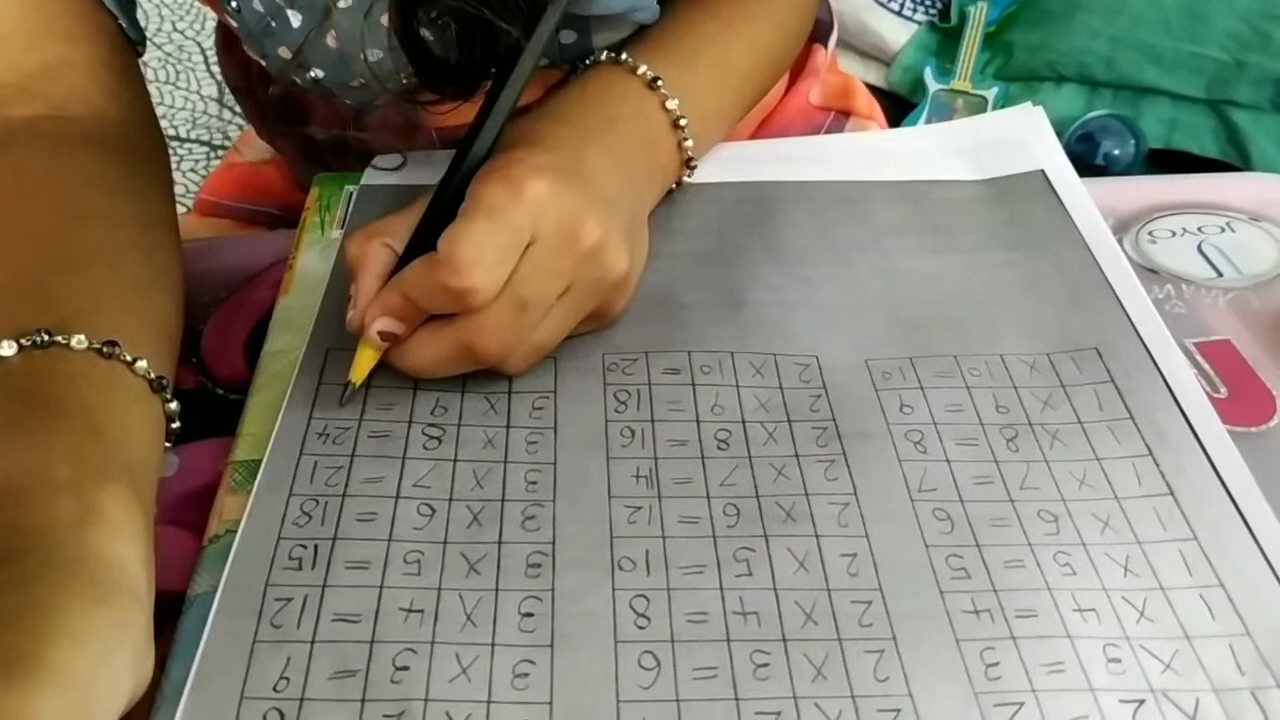 1 X 3 = 3
1 X 4 = 4
1 X 5 = 5
1 X 6 = 6
1 X 7 = 7
1 X 8 = 8
1 X 9 = 9
1 X 10 = 10
2 X 3 = 6
2 X 4 = 8
2 X 5 = 10
2 X 6 = 12
2 X 7 = 14
2 X 8 = 16
2 X 9 = 18
2 X 10 = 20
3 X 3 = 9
3 X 4 = 12
3 X 5 = 15
3 X 6 = 18
3 X 7 = 21
3 X 8 = 24
3 X 9 =
JOYO